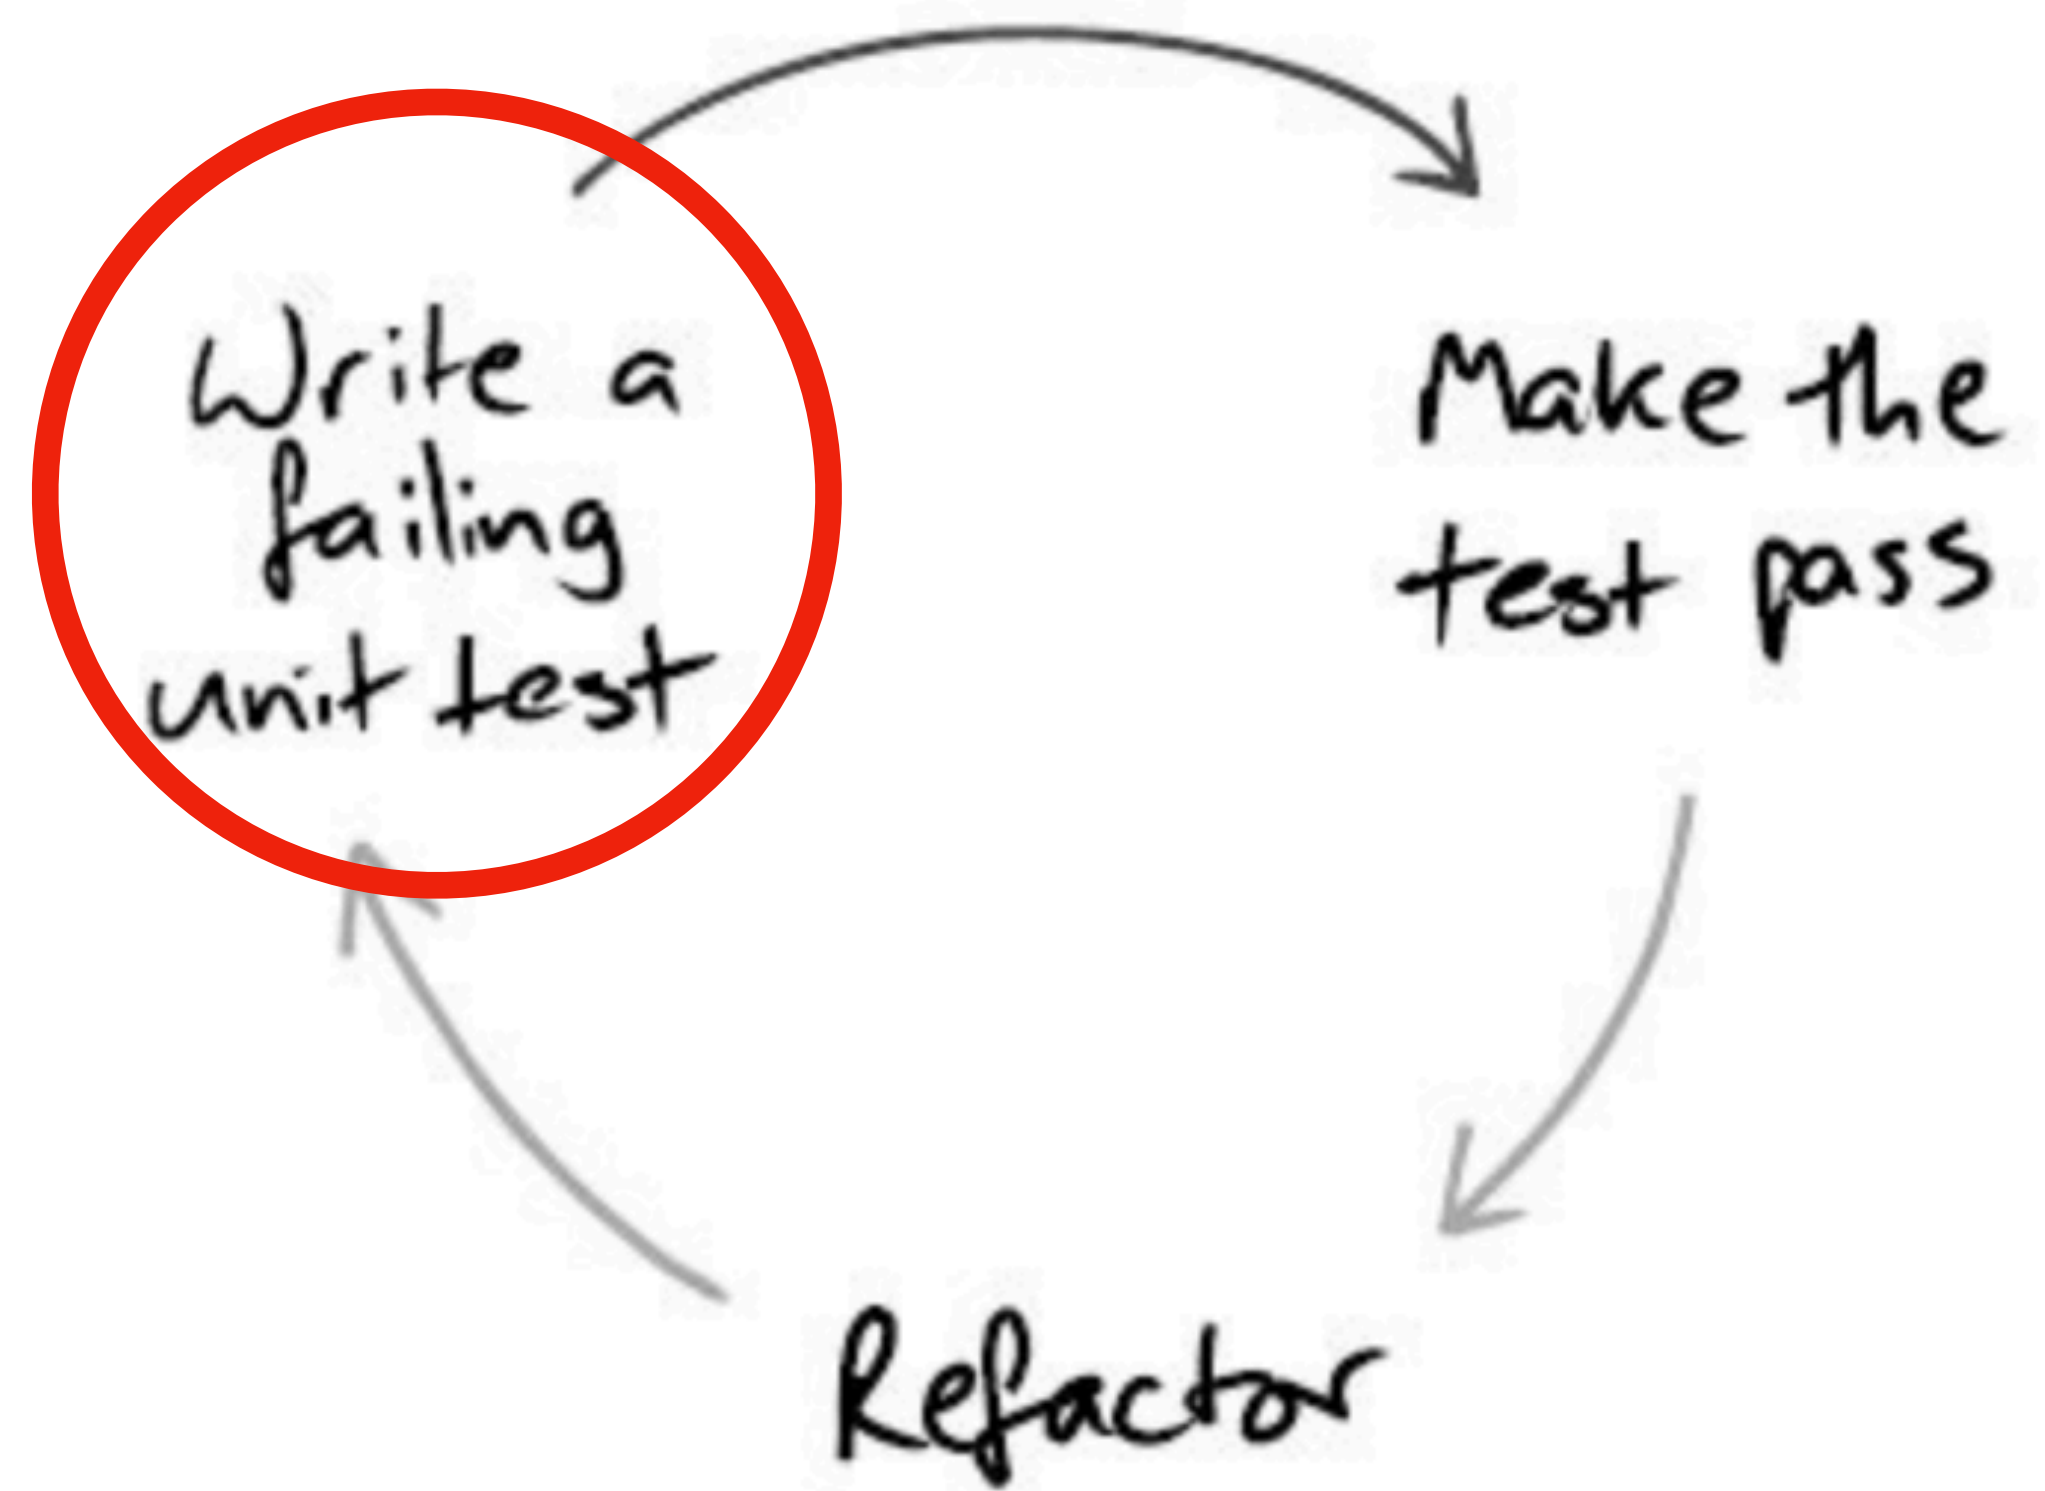 Write a
failing
unit test
Make the
test pass
Refactor